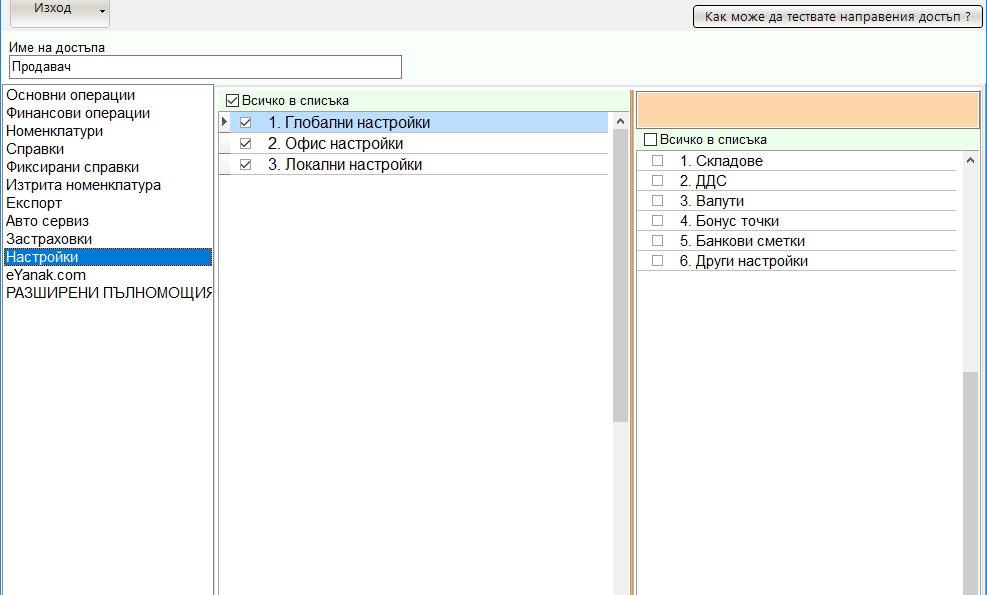 Изход
Как може да тествате направения достъп ?
Име на достъпа
Продавач
Основни операции
Финансови операции
Номенклатури
Справки
Фиксирани справки
Изтрита номенклатура
Експорт
Авто сервиз
Застраховки
Настройки
eYanak.com
РАЗШИРЕНИ ПЪЛНОМОЩИЯ
Всичко в списъка
1. Глобални настройки
2. Офис настройки
3. Локални настройки
Всичко в списъка
1. Складове
2. ДДС
3. Валути
4. Бонус точки
5. Банкови сметки
6. Други настройки